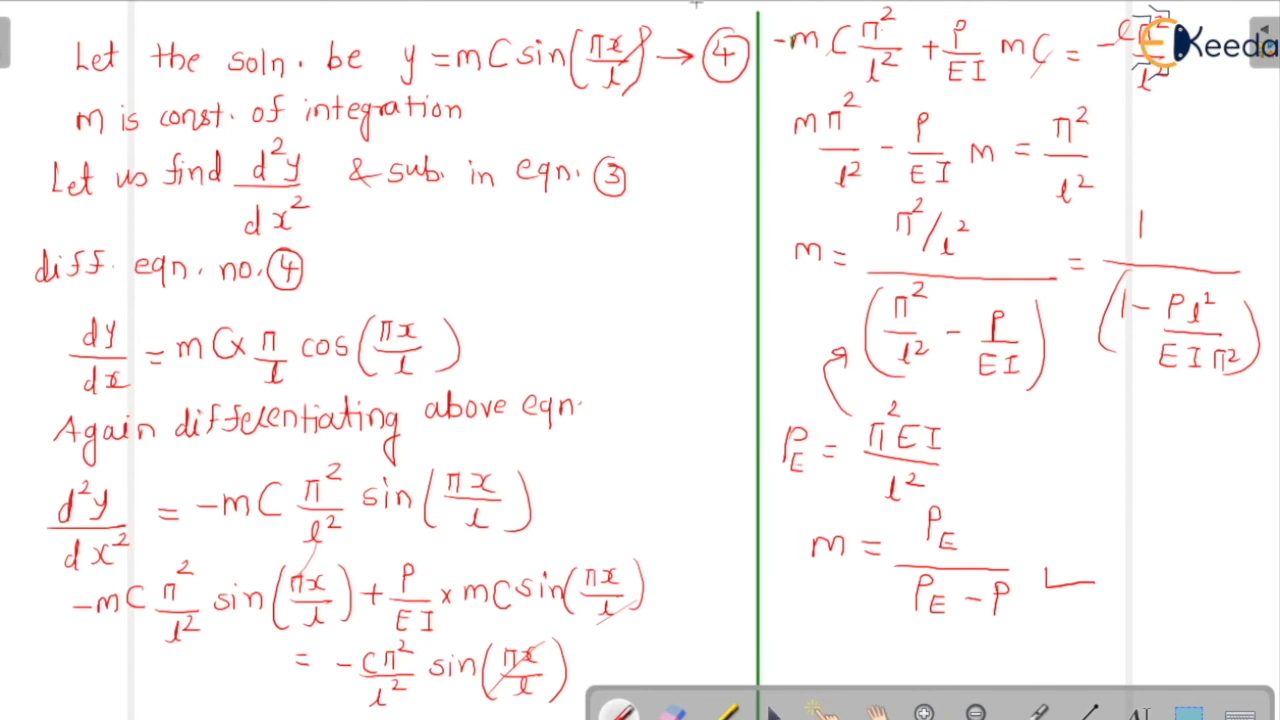 Let the soln. be y = mC sin(πx/l) → ④
m is const. of integration
Let us find d²y/dx² & sub. in eqn. ③
diff. eqn. no. ④
dy/dx = mC × π/l cos(πx/l)
Again differentiating above eqn.
d²y/dx² = -mC π²/l² sin(πx/l)
-mC π²/l² sin(πx/l) + P/EI × mC sin(πx/l)
= -Cπ²/l² sin(πx/l)
-mC π²/l² + P/EI mC = -Cπ²/l²
mπ²/l² - P/EI m = π²/l²
m = (π²/l²)/(π²/l² - P/EI) = 1/(1 - Pl²/EIπ²)
P_E = π²EI/l²
m = P_E/(P_E - P)
Ekeeda